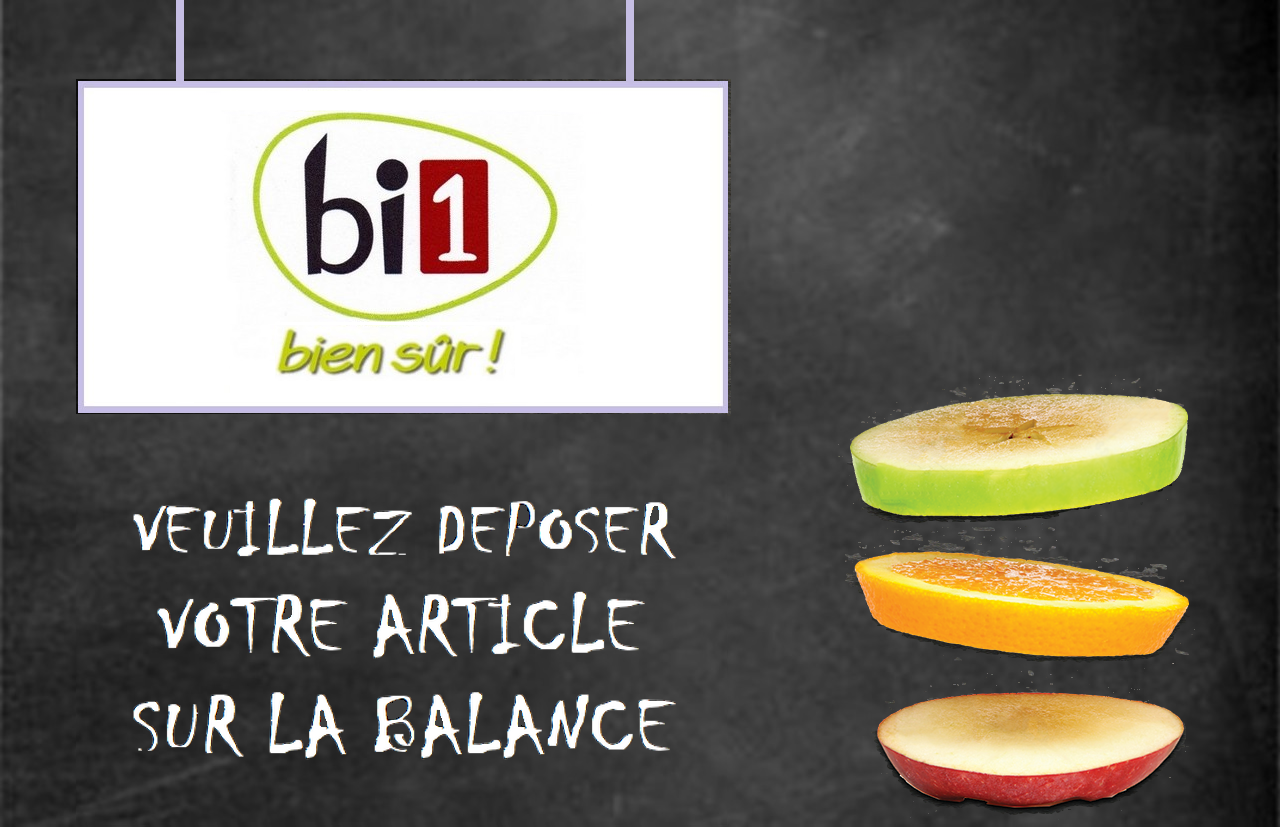 bi1
bien sûr !
VEUILLEZ DEPOSER
VOTRE ARTICLE
SUR LA BALANCE